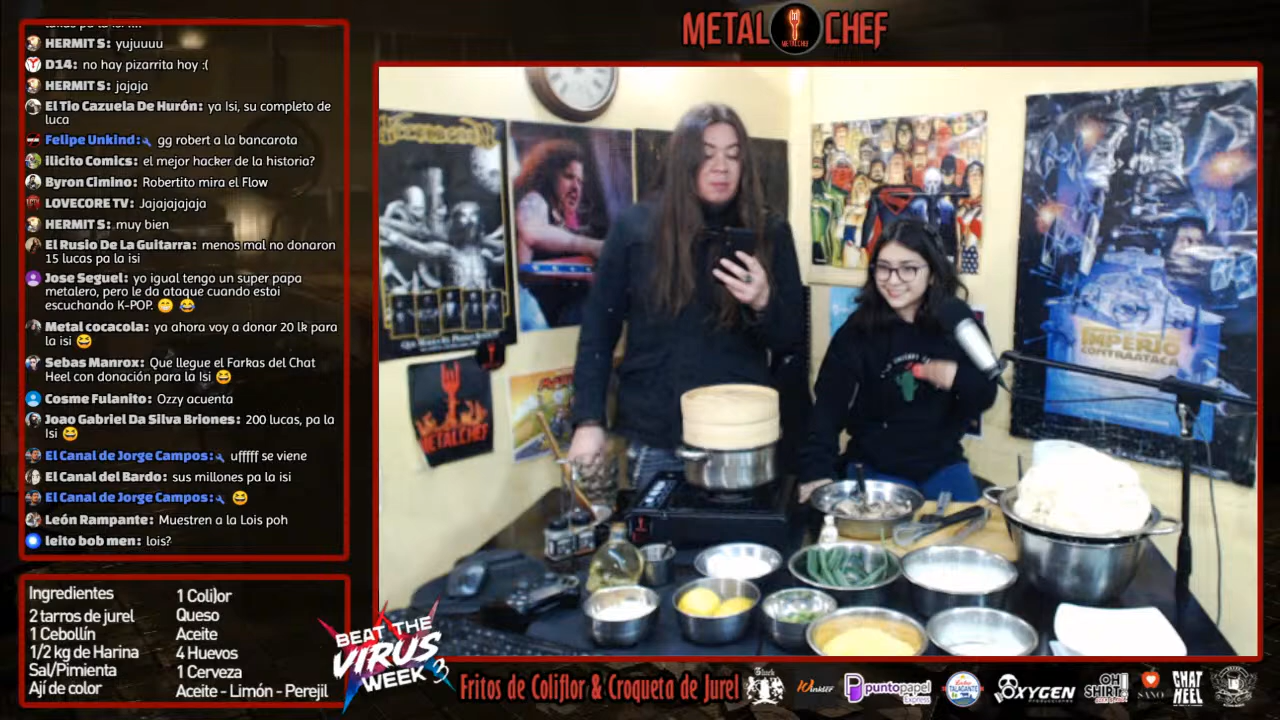 METAL CHEF
HERMIT S: yujuuuu
D14: no hay pizarrita hoy :(
HERMIT S: jajaja
El Tio Cazuela De Hurón: ya Isi, su completo de
luca
Felipe Unkind: gg robert a la bancarota
ilicito Comics: el mejor hacker de la historia?
Byron Cimino: Robertito mira el Flow
LOVECORE TV: Jajajajajaja
HERMIT S: muy bien
El Rusio De La Guitarra: menos mal no donaron
15 lucas pa la isi
Jose Seguel: yo igual tengo un super papa
metalero, pero le da ataque cuando estoi
escuchando K-POP. 😁 😂
Metal cocacola: ya ahora voy a donar 20 lk para
la isi 😆
Sebas Manrox: Que llegue el Farkas del Chat
Heel con donación para la Isi 😆
Cosme Fulanito: Ozzy acuenta
Joao Gabriel Da Silva Briones: 200 lucas, pa la
Isi 😆
El Canal de Jorge Campos: ufffff se viene
El Canal del Bardo: sus millones pa la isi
El Canal de Jorge Campos: 😆
León Rampante: Muestren a la Lois poh
leito bob men: lois?
METALCHEF
IMPERIO
CONTRAATACA
Ingredientes
2 tarros de jurel
1 Cebollín
1/2 kg de Harina
Sal/Pimienta
Ají de color
1 Coliflor
Queso
Aceite
4 Huevos
1 Cerveza
Aceite - Limón - Perejil
BEAT THE
VIRUS
WEEK 3
Fritos de Coliflor & Croqueta de Jurel
Winkler
puntopapel
Express
TALAGANTE
OXYGEN
OH
SHIRT!
SANO
CHAT
HEEL